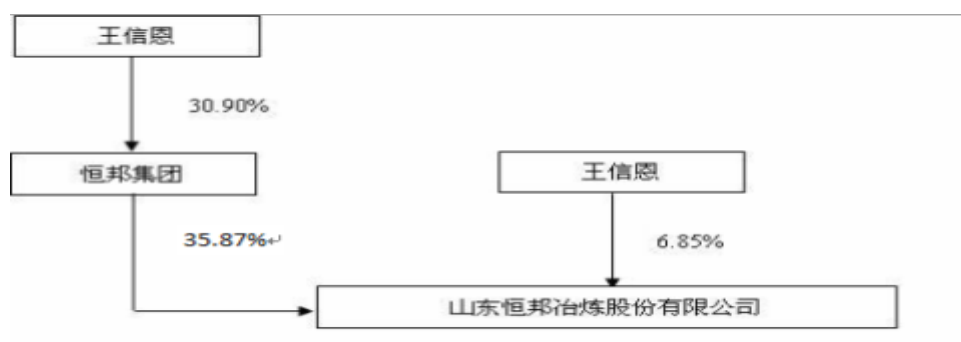 王信恩
30.90%
恒邦集团
王信恩
35.87%↵
6.85%
山东恒邦冶炼股份有限公司